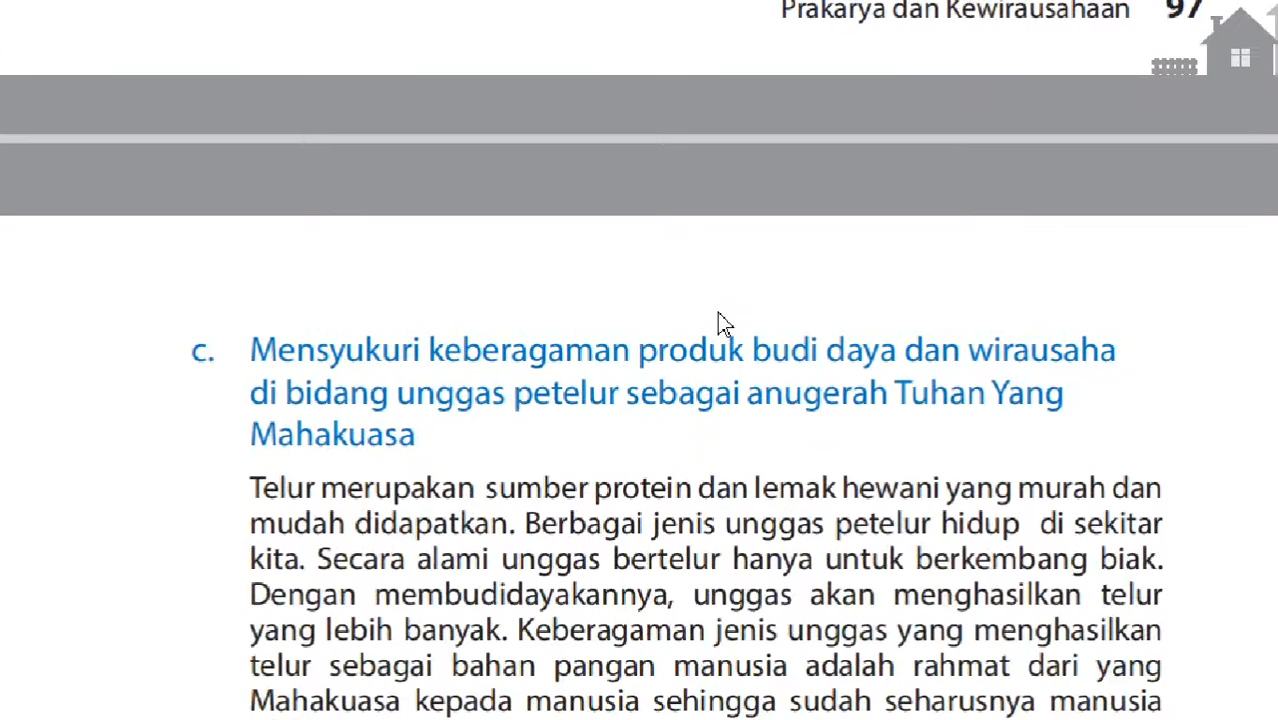 Prakarya dan Kewirausahaan 97
c. Mensyukuri keberagaman produk budi daya dan wirausaha
di bidang unggas petelur sebagai anugerah Tuhan Yang
Mahakuasa
Telur merupakan sumber protein dan lemak hewani yang murah dan
mudah didapatkan. Berbagai jenis unggas petelur hidup di sekitar
kita. Secara alami unggas bertelur hanya untuk berkembang biak.
Dengan membudidayakannya, unggas akan menghasilkan telur
yang lebih banyak. Keberagaman jenis unggas yang menghasilkan
telur sebagai bahan pangan manusia adalah rahmat dari yang
Mahakuasa kepada manusia sehingga sudah seharusnya manusia